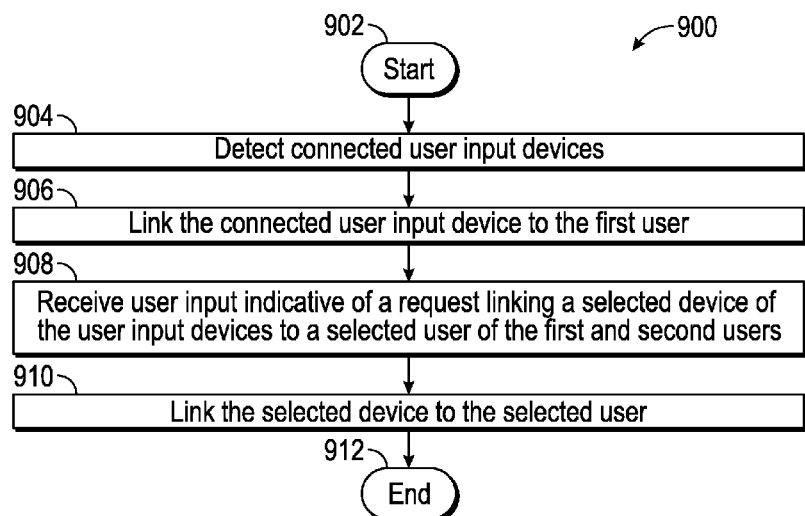 902
900
Start
904
Detect connected user input devices
906
Link the connected user input device to the first user
908
Receive user input indicative of a request linking a selected device of
the user input devices to a selected user of the first and second users
910
Link the selected device to the selected user
912
End